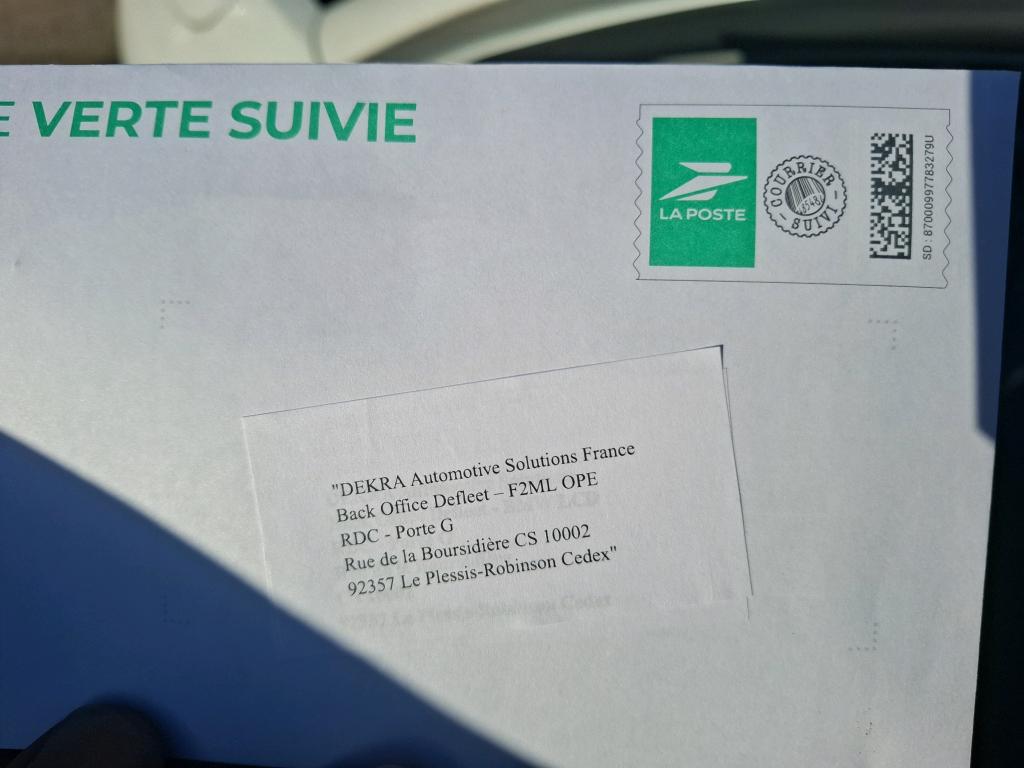 E VERTE SUIVIE
LA POSTE
COURRIER
SUIVI
SD : 87000997783279U
"DEKRA Automotive Solutions France
Back Office Defleet – F2ML OPE
RDC - Porte G
Rue de la Boursidière CS 10002
92357 Le Plessis-Robinson Cedex"